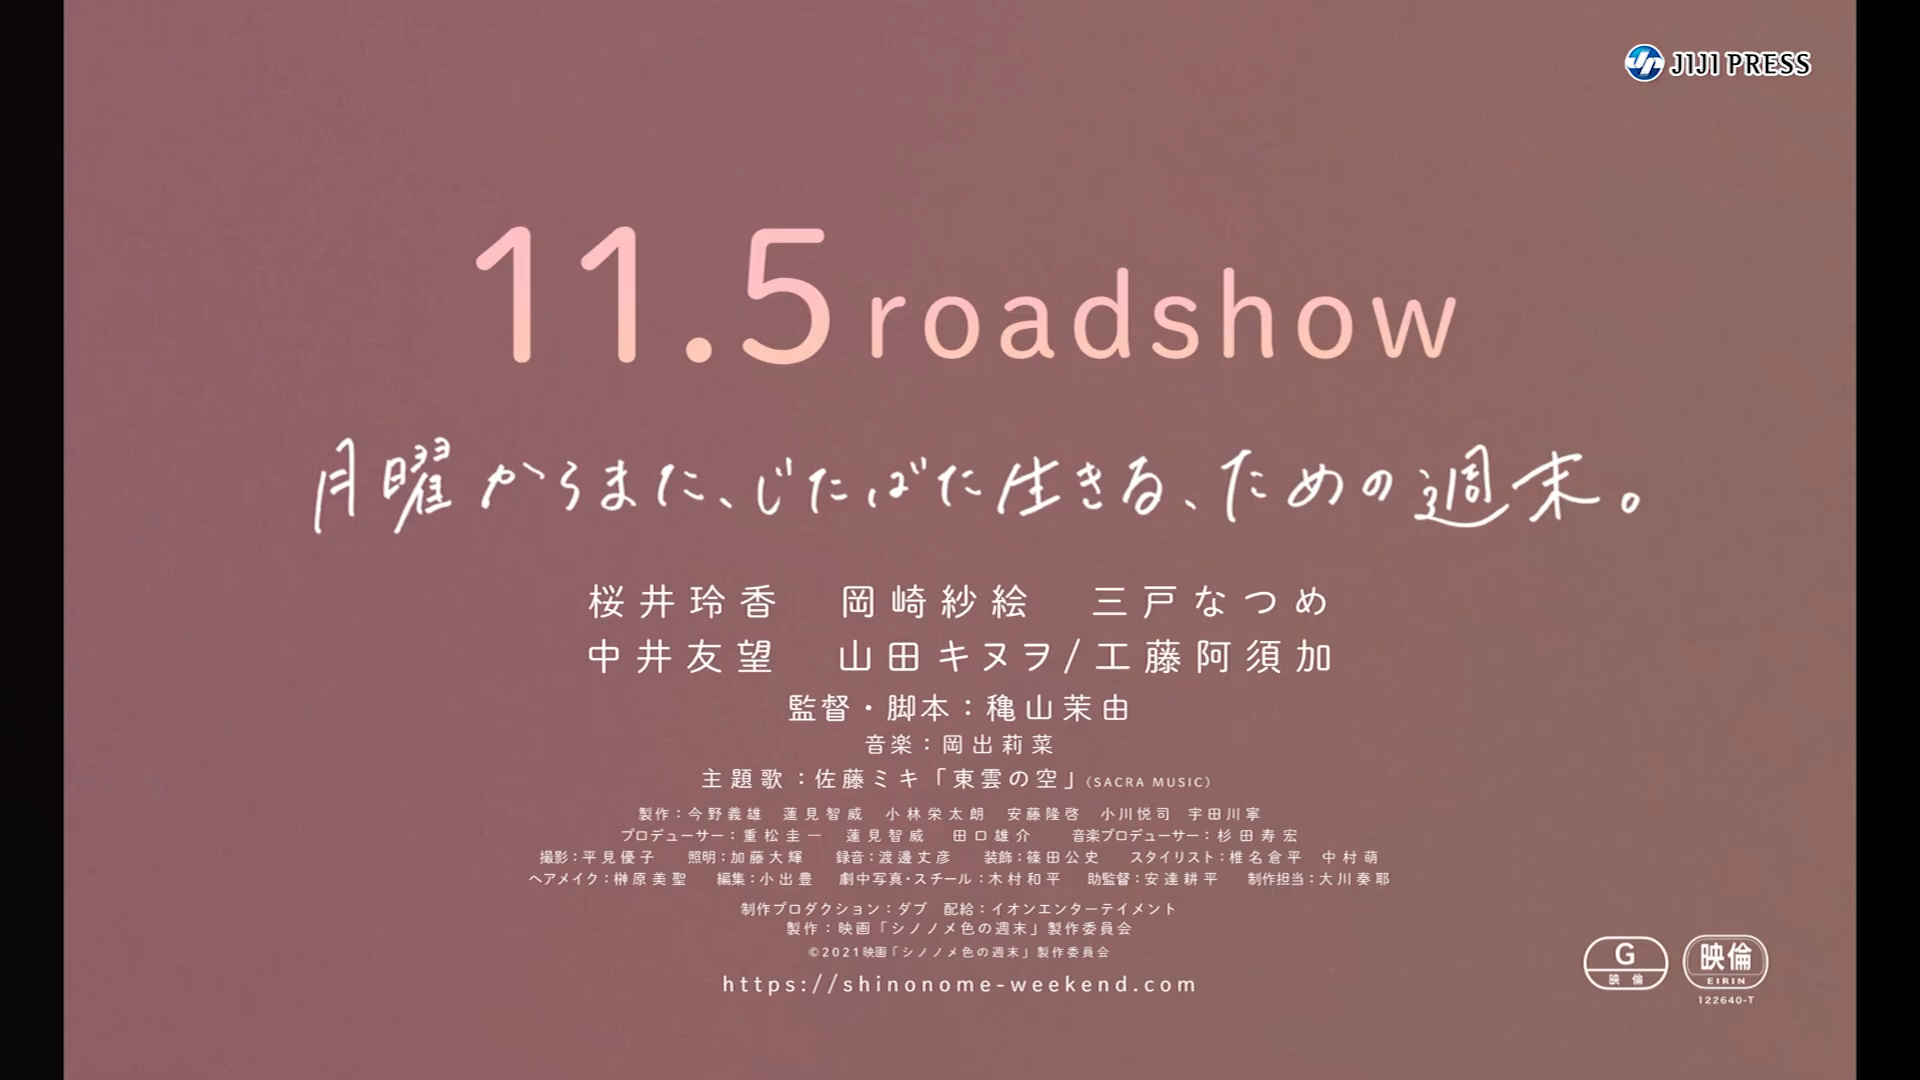 JIJI PRESS
11.5 roadshow
月曜からまた、じたばた生きる、ための週末。
桜井玲香　岡崎紗絵　三戸なつめ
中井友望　山田キヌヲ/工藤阿須加
監督・脚本：穐山茉由
音楽：岡出莉菜
主題歌：佐藤ミキ「東雲の空」(SACRA MUSIC)
製作：今野義雄　蓮見智威　小林栄太朗　安藤隆啓　小川悦司　宇田川寧
プロデューサー：重松圭一　蓮見智威　田口雄介　音楽プロデューサー：杉田寿宏
撮影：平見優子　照明：加藤大輝　録音：渡邊丈彦　装飾：篠田公史　スタイリスト：椎名倉平　中村萌
ヘアメイク：榊原美聖　編集：小出豊　劇中写真・スチール：木村和平　助監督：安達耕平　制作担当：大川奏耶
制作プロダクション：ダブ　配給：イオンエンターテイメント
製作：映画「シノノメ色の週末」製作委員会
©2021映画「シノノメ色の週末」製作委員会
https://shinonome-weekend.com
G
映倫
映倫
EIRIN
122640-T